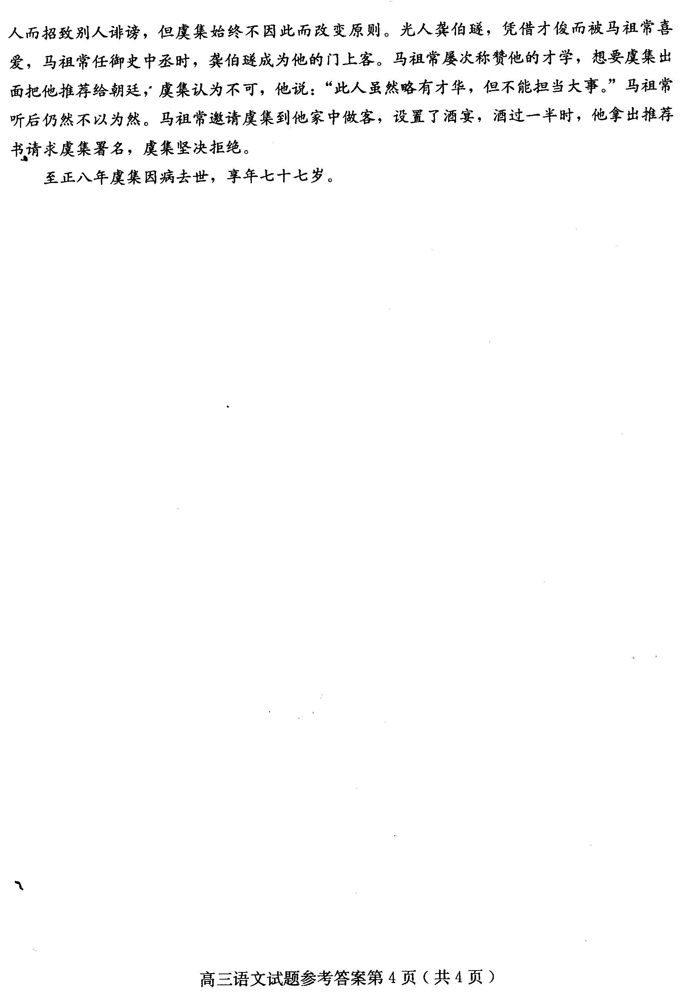 人而招致别人诽谤，但虞集始终不因此而改变原则。光人龚伯璲，凭借才俊而被马祖常喜
爱，马祖常任御史中丞时，龚伯璲成为他的门上客。马祖常屡次称赞他的才学，想要虞集出
面把他推荐给朝廷，虞集认为不可，他说：“此人虽然略有才华，但不能担当大事。”马祖常
听后仍然不以为然。马祖常邀请虞集到他家中做客，设置了酒宴，酒过一半时，他拿出推荐
书请求虞集署名，虞集坚决拒绝。
至正八年虞集因病去世，享年七十七岁。
高三语文试题参考答案第4页（共4页）